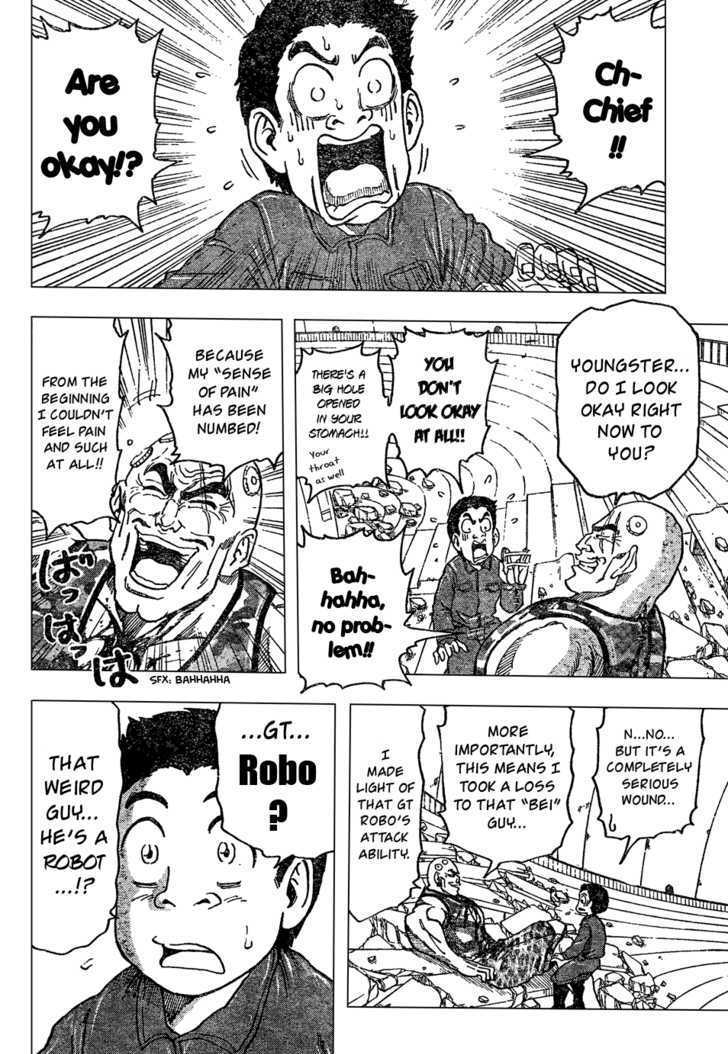 Ch-
Chief
!!
Are
you
okay!?
YOUNGSTER...
DO I LOOK
OKAY RIGHT
NOW TO
YOU?
YOU
DON'T
LOOK OKAY
AT ALL!!
THERE'S A
BIG HOLE
OPENED
IN YOUR
STOMACH!!
Your
throat
as well
Bah-
hahha,
no prob-
lem!!
BECAUSE
MY "SENSE
OF PAIN"
HAS BEEN
NUMBED!
FROM THE
BEGINNING
I COULDN'T
FEEL PAIN
AND SUCH
AT ALL!!
ばっはっは
SFX: BAHHAHHA
N...NO...
BUT IT'S A
COMPLETELY
SERIOUS
WOUND...
MORE
IMPORTANTLY,
THIS MEANS I
TOOK A LOSS
TO THAT "BEI"
GUY...
I
MADE
LIGHT OF
THAT GT
ROBO'S
ATTACK
ABILITY.
...GT...
Robo
?
THAT
WEIRD
GUY...
HE'S A
ROBOT
...!?